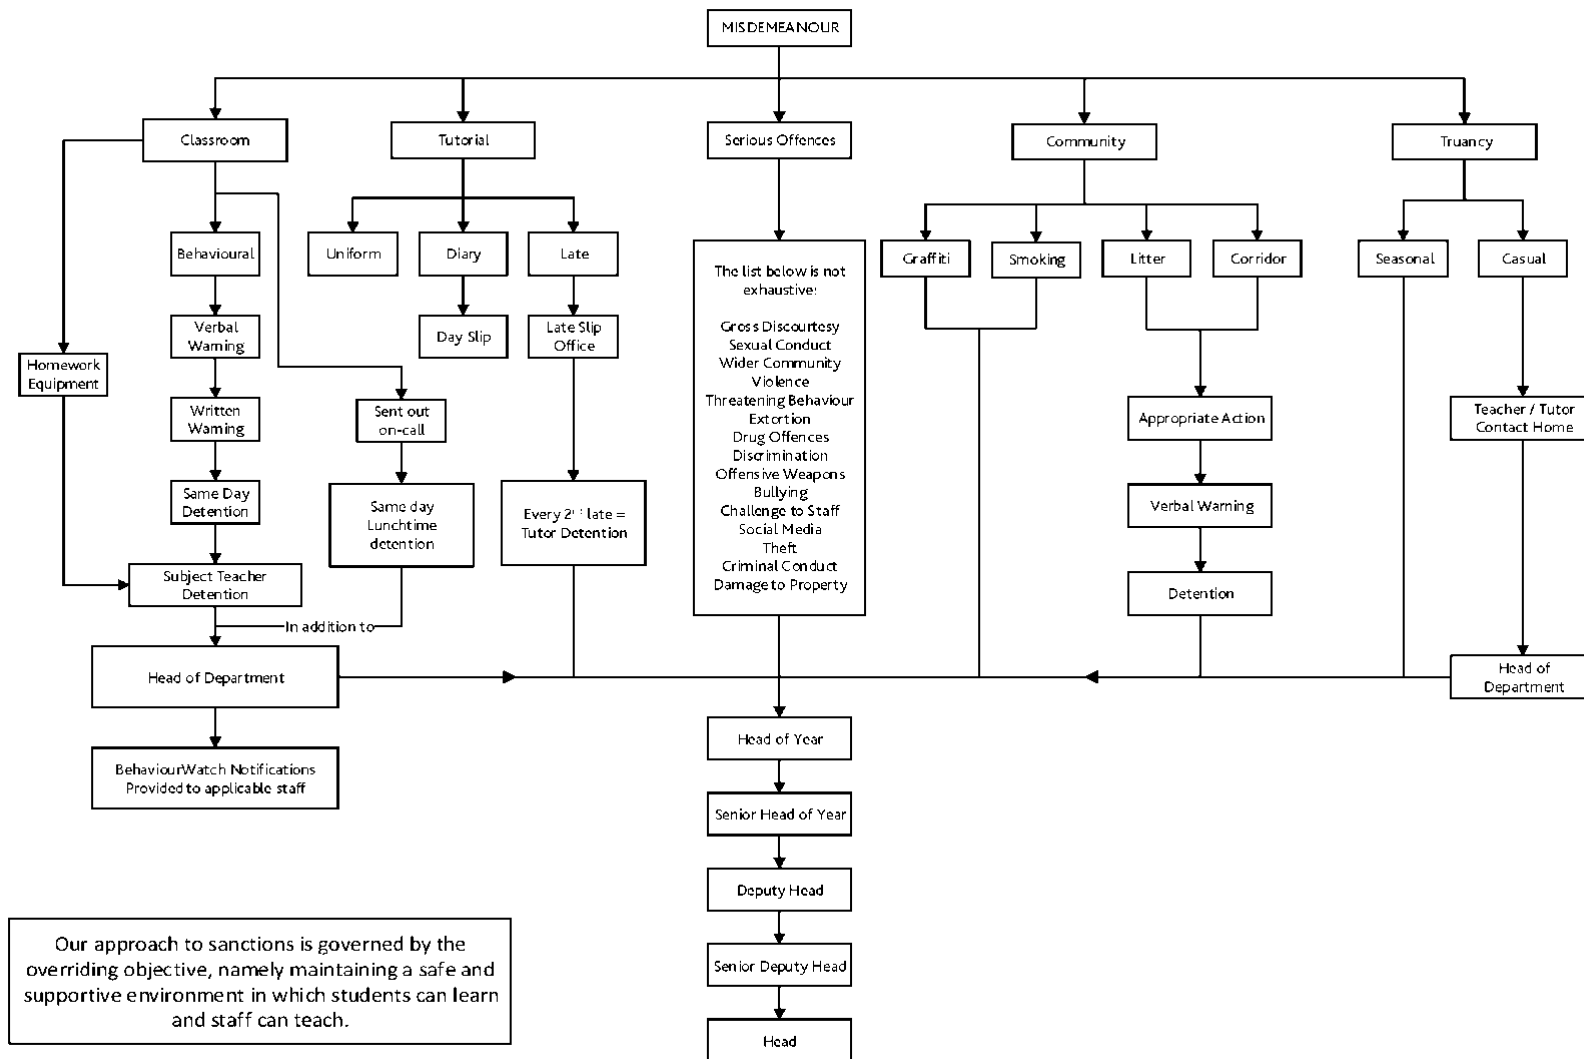 MISDEMEANOUR
Classroom
Tutorial
Serious Offences
Community
Truancy
Behavioural
Uniform
Diary
Late
Graffiti
Smoking
Litter
Corridor
Seasonal
Casual
The list below is not
exhaustive:
Gross Discourtesy
Sexual Conduct
Wider Community
Violence
Threatening Behaviour
Extortion
Drug Offences
Discrimination
Offensive Weapons
Bullying
Challenge to Staff
Social Media
Theft
Criminal Conduct
Damage to Property
Verbal
Warning
Day Slip
Late Slip
Office
Homework
Equipment
Written
Warning
Sent out
on-call
Appropriate Action
Teacher / Tutor
Contact Home
Same Day
Detention
Same day
Lunchtime
detention
Every late =
Tutor Detention
Verbal Warning
Subject Teacher
Detention
Detention
In addition to
Head of Department
Head of
Department
Head of Year
BehaviourWatch Notifications
Provided to applicable staff
Senior Head of Year
Deputy Head
Senior Deputy Head
Head
Our approach to sanctions is governed by the
overriding objective, namely maintaining a safe and
supportive environment in which students can learn
and staff can teach.